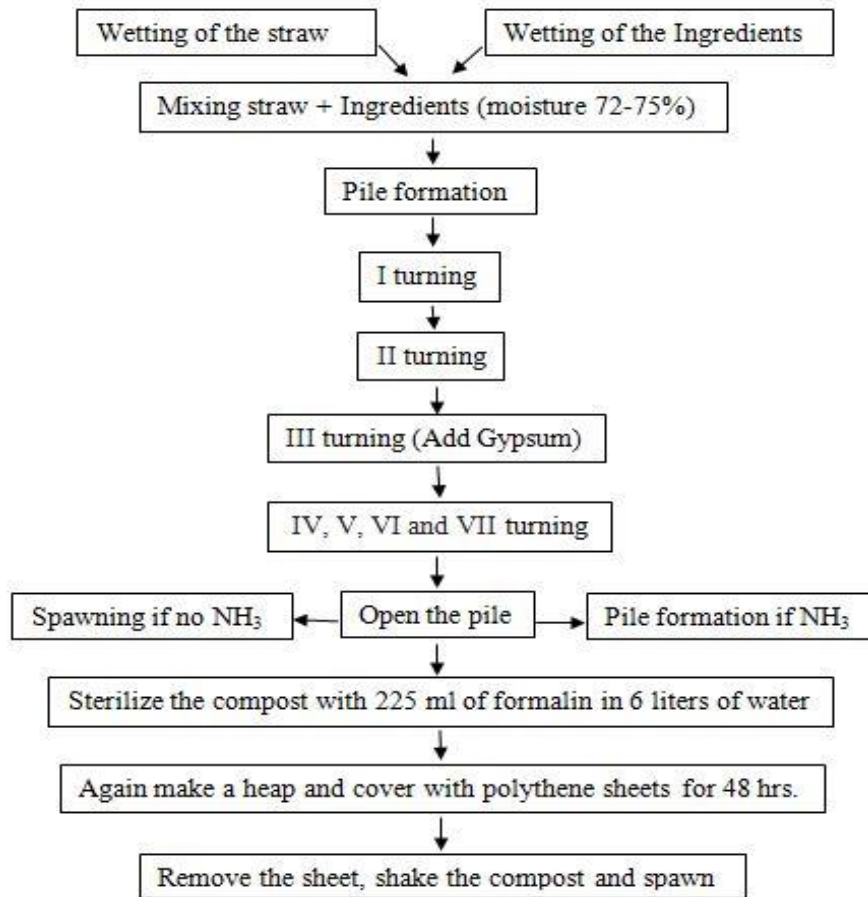 Wetting of the straw
Wetting of the Ingredients
Mixing straw + Ingredients (moisture 72-75%)
Pile formation
I turning
II turning
III turning (Add Gypsum)
IV, V, VI and VII turning
Spawning if no NH₃
Open the pile
Pile formation if NH₃
Sterilize the compost with 225 ml of formalin in 6 liters of water
Again make a heap and cover with polythene sheets for 48 hrs.
Remove the sheet, shake the compost and spawn